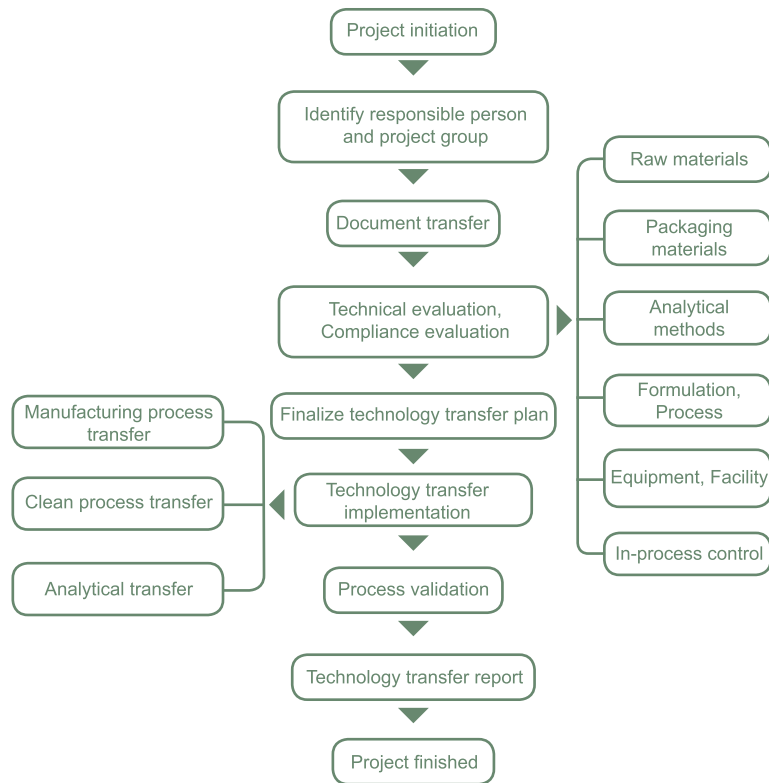 Project initiation
Identify responsible person
and project group
Document transfer
Technical evaluation,
Compliance evaluation
Raw materials
Packaging
materials
Analytical
methods
Formulation,
Process
Equipment, Facility
In-process control
Finalize technology transfer plan
Technology transfer
implementation
Manufacturing process
transfer
Clean process transfer
Analytical transfer
Process validation
Technology transfer report
Project finished